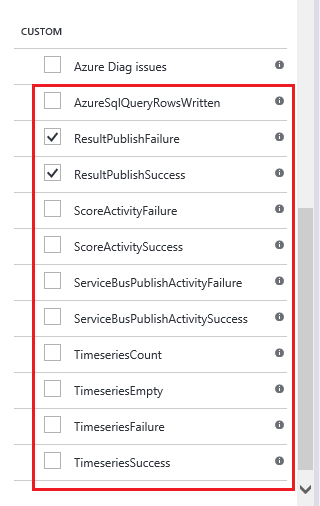 CUSTOM
Azure Diag issues
AzureSqlQueryRowsWritten
ResultPublishFailure
ResultPublishSuccess
ScoreActivityFailure
ScoreActivitySuccess
ServiceBusPublishActivityFailure
ServiceBusPublishActivitySuccess
TimeseriesCount
TimeseriesEmpty
TimeseriesFailure
TimeseriesSuccess